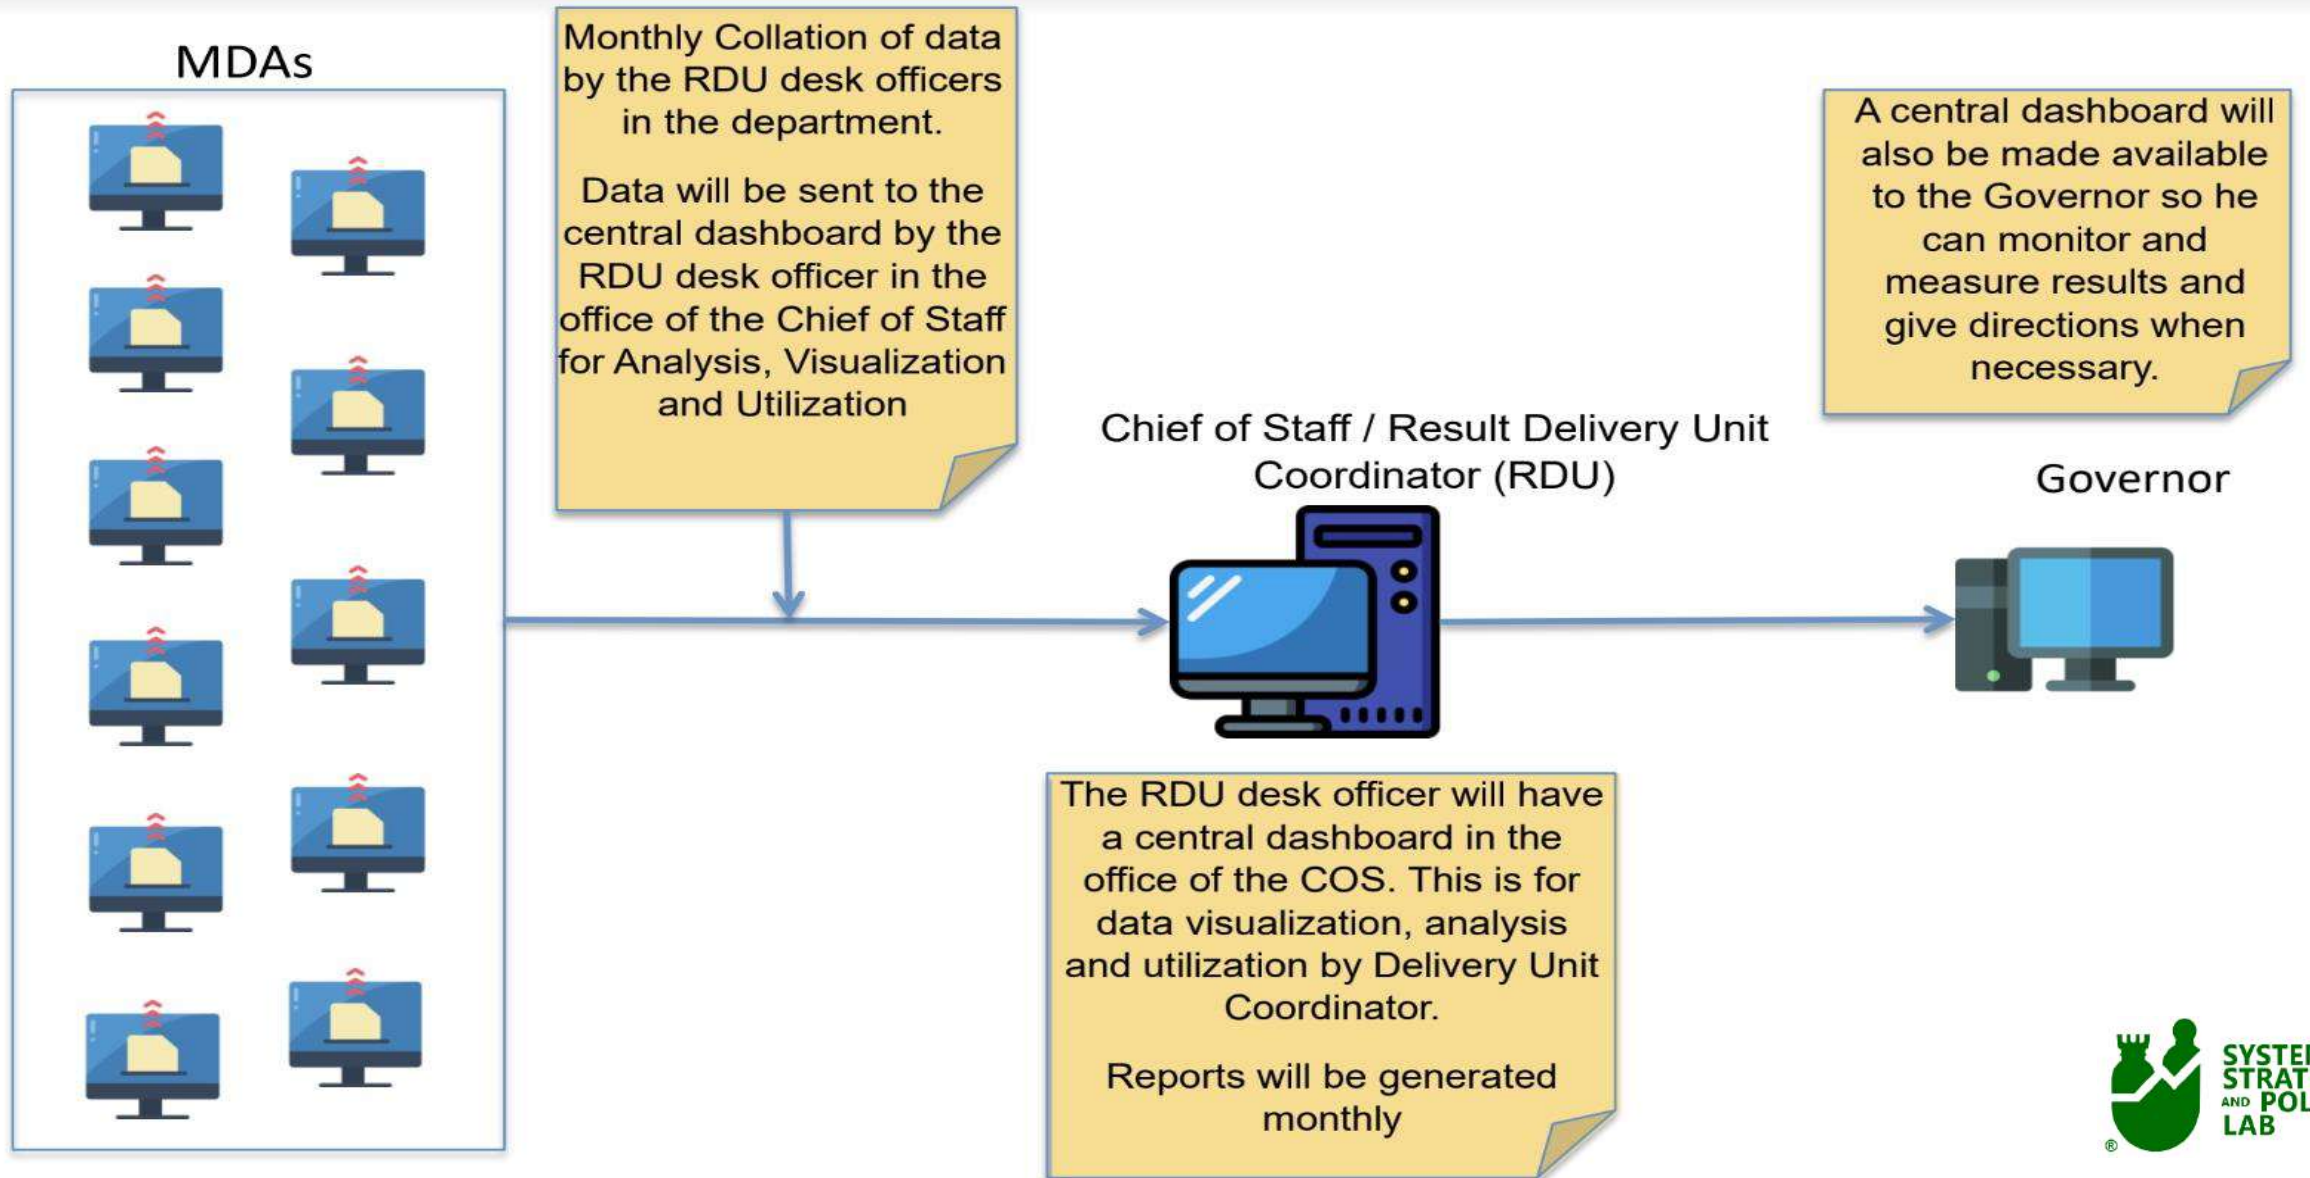 MDAs
Monthly Collation of data
by the RDU desk officers
in the department.
Data will be sent to the
central dashboard by the
RDU desk officer in the
office of the Chief of Staff
for Analysis, Visualization
and Utilization
A central dashboard will
also be made available
to the Governor so he
can monitor and
measure results and
give directions when
necessary.
Chief of Staff / Result Delivery Unit
Coordinator (RDU)
Governor
The RDU desk officer will have
a central dashboard in the
office of the COS. This is for
data visualization, analysis
and utilization by Delivery Unit
Coordinator.
Reports will be generated
monthly
AND
LAB
®